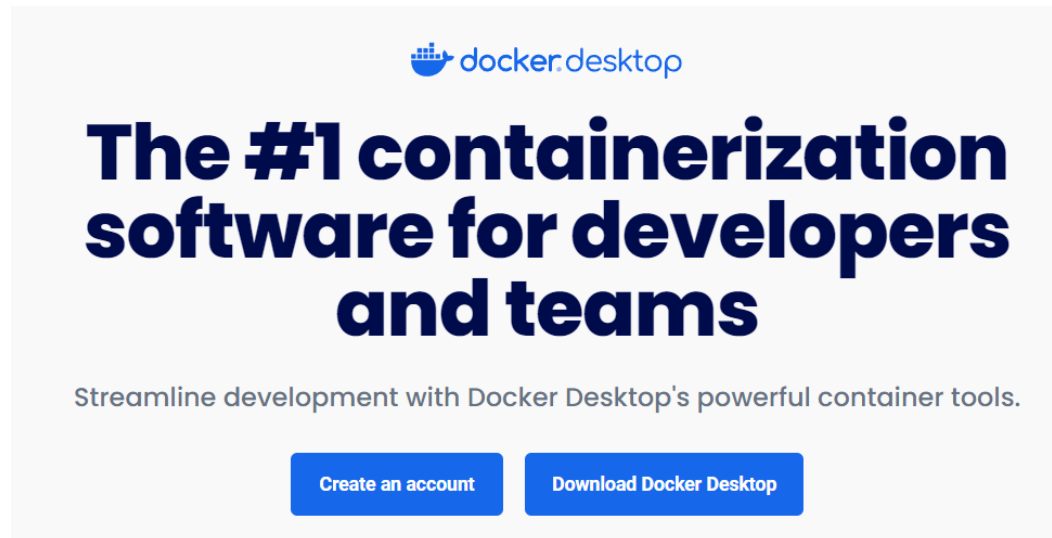 docker desktop
The #1 containerization
software for developers
and teams
Streamline development with Docker Desktop's powerful container tools.
Create an account
Download Docker Desktop